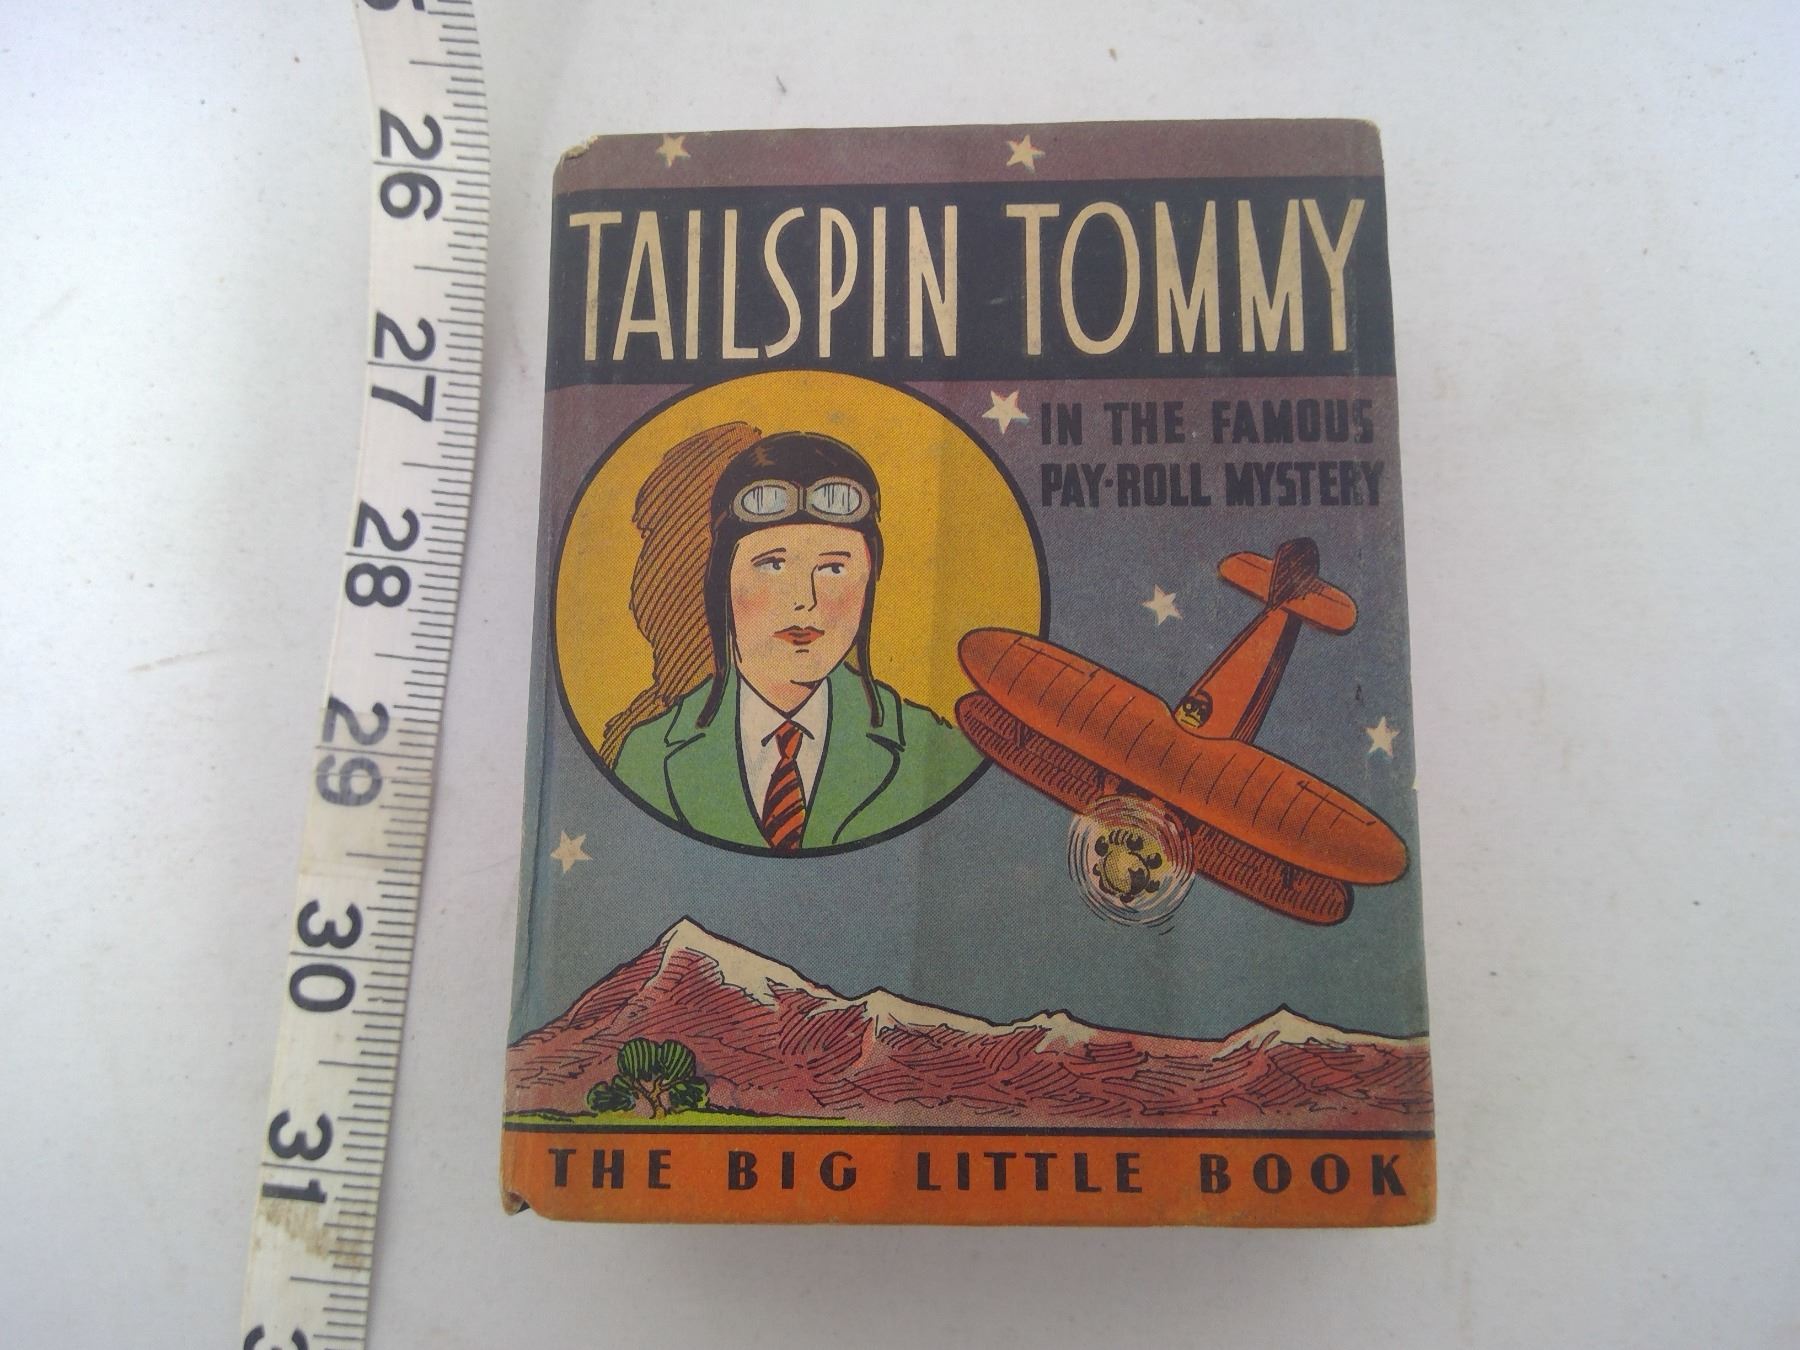 TAILSPIN TOMMY
IN THE FAMOUS
PAY-ROLL MYSTERY
THE BIG LITTLE BOOK
26
27
28
29
30
31